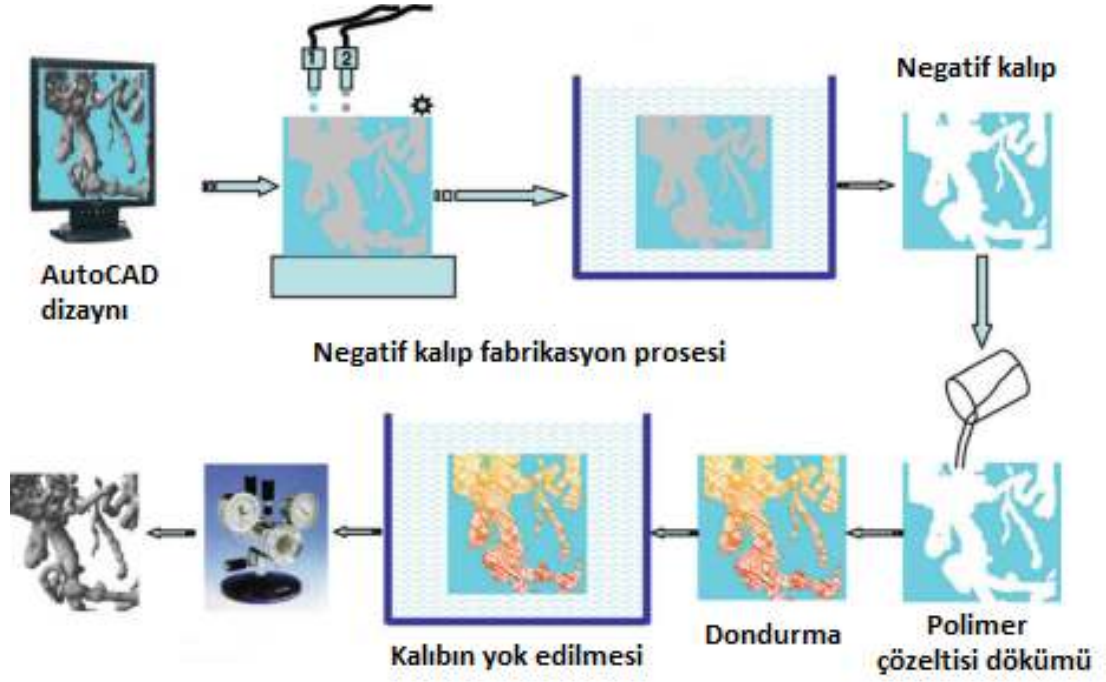 1 2
Negatif kalıp
AutoCAD
dizaynı
Negatif kalıp fabrikasyon prosesi
Kalıbın yok edilmesi
Dondurma
Polimer
çözeltisi dökümü